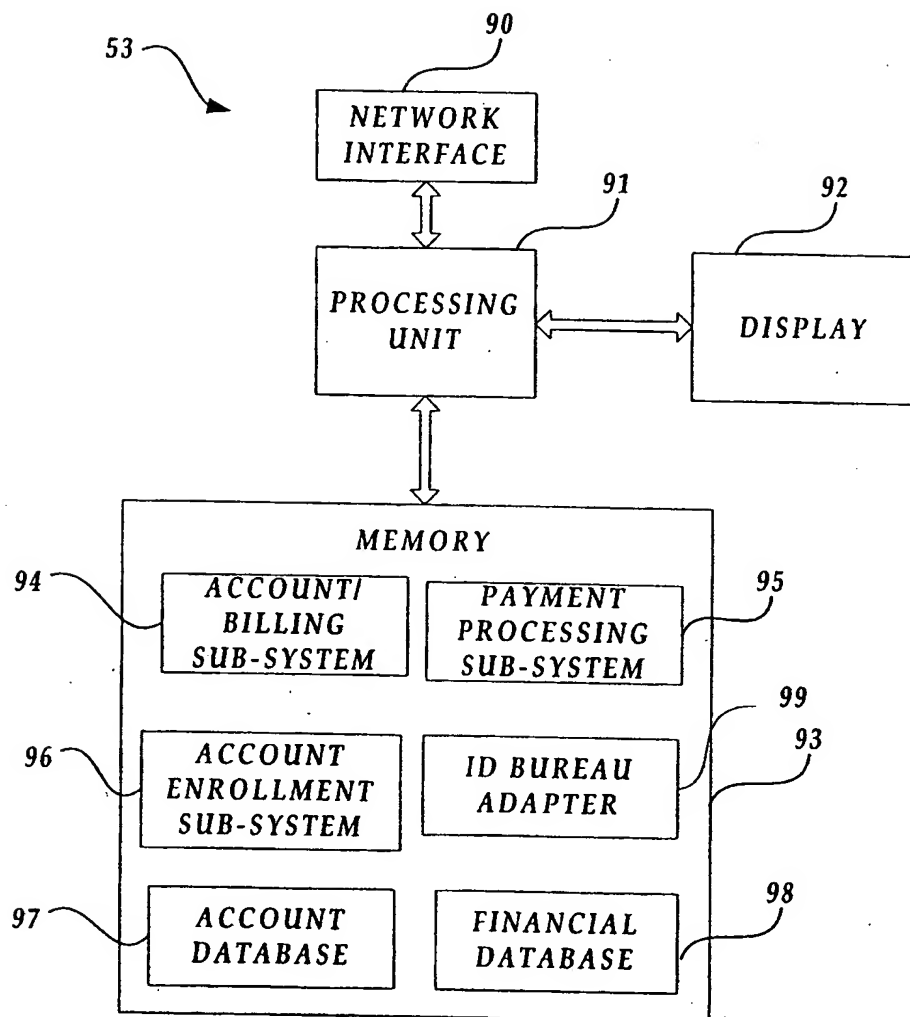 53
90
NETWORK
INTERFACE
91
92
PROCESSING
UNIT
DISPLAY
MEMORY
94
ACCOUNT/
BILLING
SUB-SYSTEM
PAYMENT
PROCESSING
SUB-SYSTEM
95
99
93
96
ACCOUNT
ENROLLMENT
SUB-SYSTEM
ID BUREAU
ADAPTER
97
ACCOUNT
DATABASE
FINANCIAL
DATABASE
98